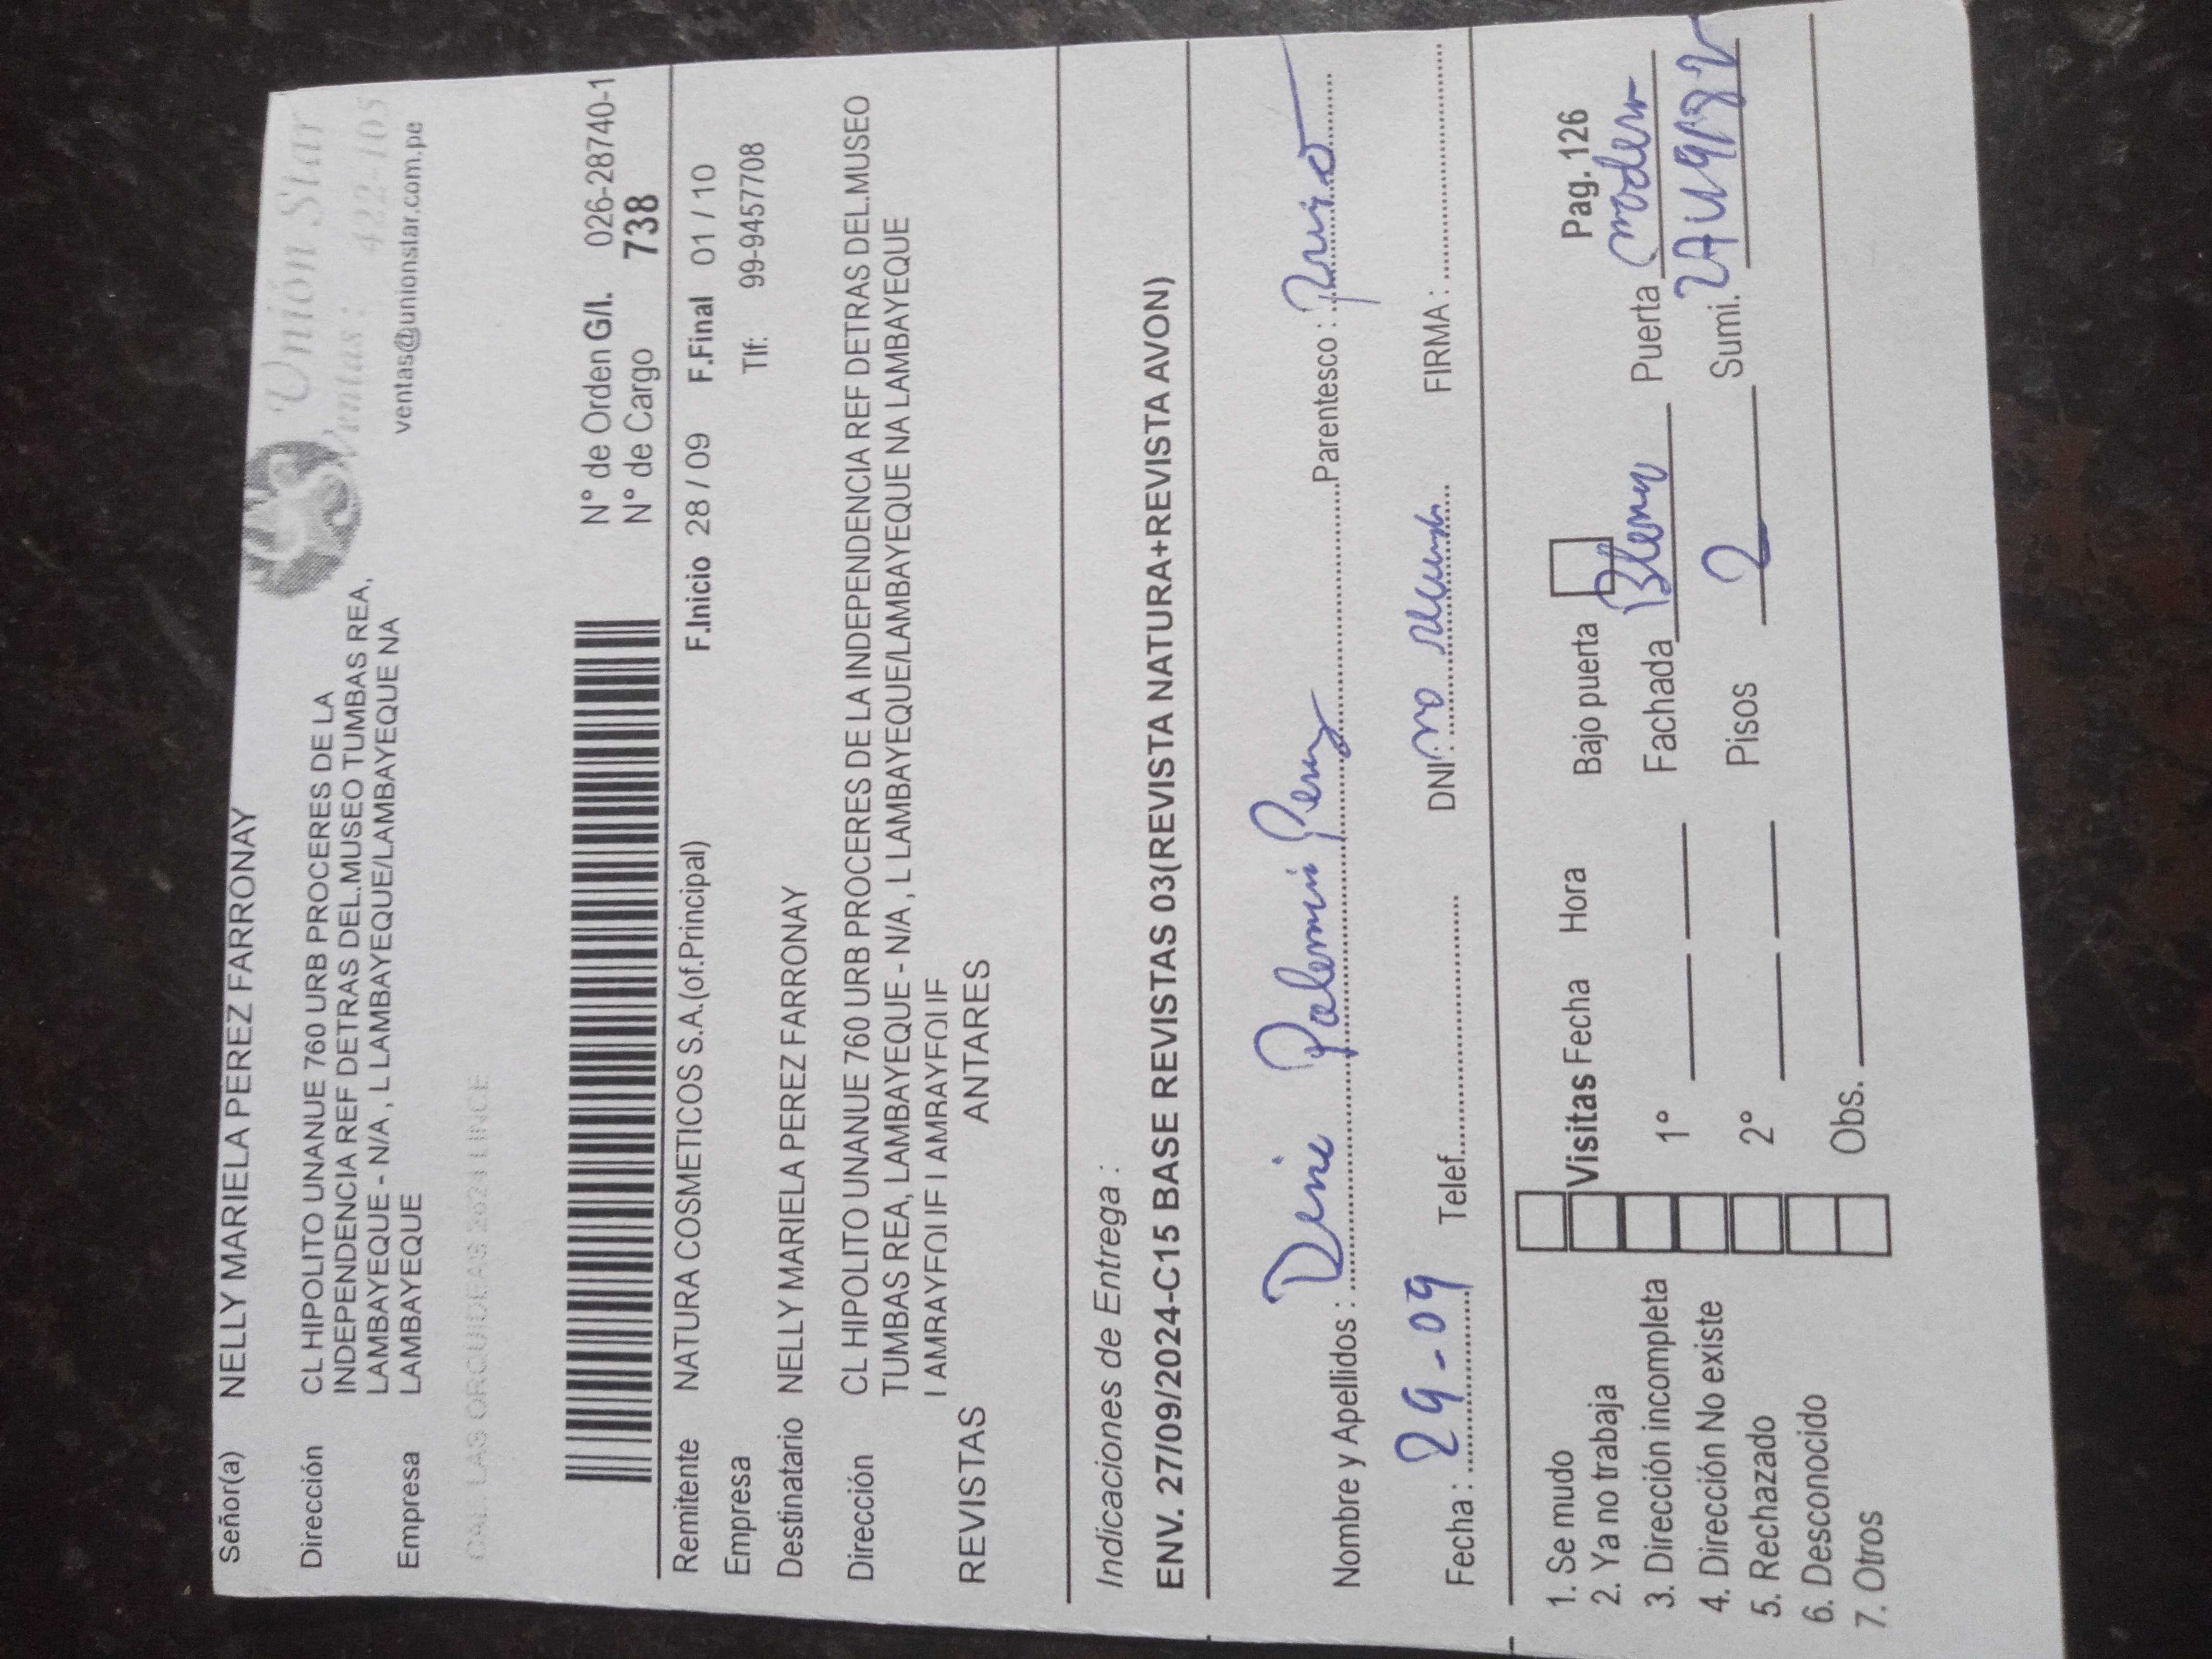 Señor(a) NELLY MARIELA PEREZ FARRONAY
Unión Star
Ventas: 422-105
ventas@unionstar.com.pe
Dirección CL HIPOLITO UNANUE 760 URB PROCERES DE LA
INDEPENDENCIA REF DETRAS DEL.MUSEO TUMBAS REA,
LAMBAYEQUE - N/A , L LAMBAYEQUE/LAMBAYEQUE NA
Empresa LAMBAYEQUE
CAL. LAS ORQUIDEAS 2624 LINCE
N° de Orden G/I. 026-28740-1
N° de Cargo 738
Remitente NATURA COSMETICOS S.A.(of.Principal) F.Inicio 28 / 09 F.Final 01 / 10
Empresa Tlf: 99-9457708
Destinatario NELLY MARIELA PEREZ FARRONAY
Dirección CL HIPOLITO UNANUE 760 URB PROCERES DE LA INDEPENDENCIA REF DETRAS DEL.MUSEO
TUMBAS REA, LAMBAYEQUE - N/A , L LAMBAYEQUE/LAMBAYEQUE NA LAMBAYEQUE
REVISTAS ANTARES
Indicaciones de Entrega :
ENV. 27/09/2024-C15 BASE REVISTAS 03(REVISTA NATURA+REVISTA AVON)
Nombre y Apellidos : Parentesco :
Fecha : 29-09 Telef. DNI no FIRMA :
1. Se mudo
2. Ya no trabaja
3. Dirección incompleta
4. Dirección No existe
5. Rechazado
6. Desconocido
7. Otros
Visitas Fecha Hora
1°
2°
Obs.
Bajo puerta Pag. 126
Fachada Puerta
Pisos 2 Sumi.